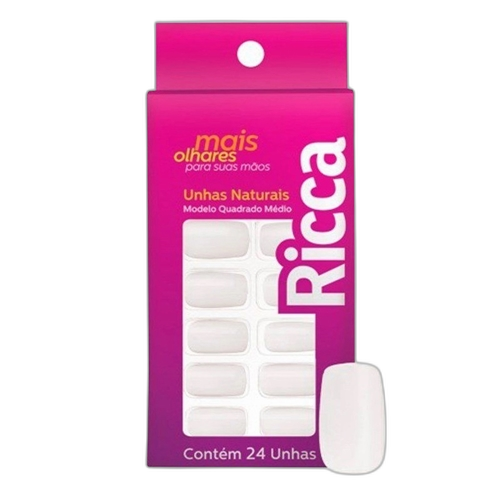 mais
olhares
para suas mãos
Unhas Naturais
Modelo Quadrado Médio
Ricca
Contém 24 Unhas